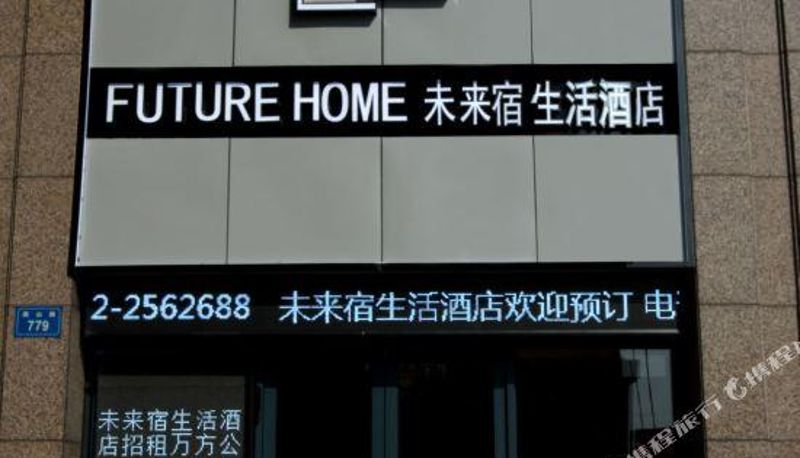 FUTURE HOME 未来宿 生活酒店
2-2562688 未来宿生活酒店欢迎预订 电
779
未来宿生活酒
店招租万方公
携程旅行